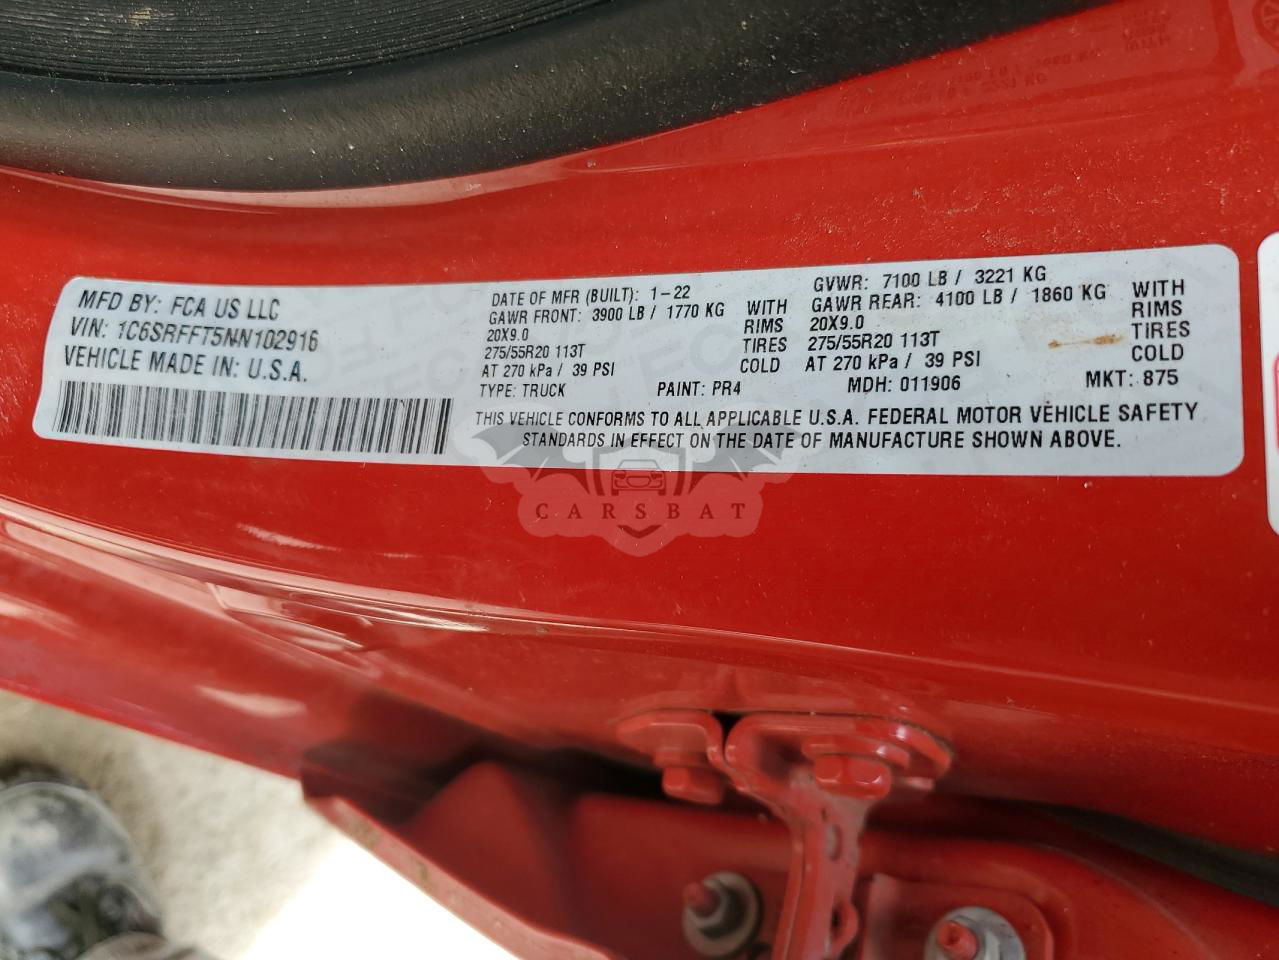 MFD BY: FCA US LLC
VIN: 1C6SRFFT5NN102916
VEHICLE MADE IN: U.S.A.
DATE OF MFR (BUILT): 1-22
GAWR FRONT: 3900 LB / 1770 KG WITH
20X9.0 RIMS
275/55R20 113T TIRES
AT 270 kPa / 39 PSI COLD
GVWR: 7100 LB / 3221 KG
GAWR REAR: 4100 LB / 1860 KG WITH
20X9.0 RIMS
275/55R20 113T TIRES
AT 270 kPa / 39 PSI COLD
TYPE: TRUCK PAINT: PR4 MDH: 011906 MKT: 875
THIS VEHICLE CONFORMS TO ALL APPLICABLE U.S.A. FEDERAL MOTOR VEHICLE SAFETY
STANDARDS IN EFFECT ON THE DATE OF MANUFACTURE SHOWN ABOVE.
CARSBAT